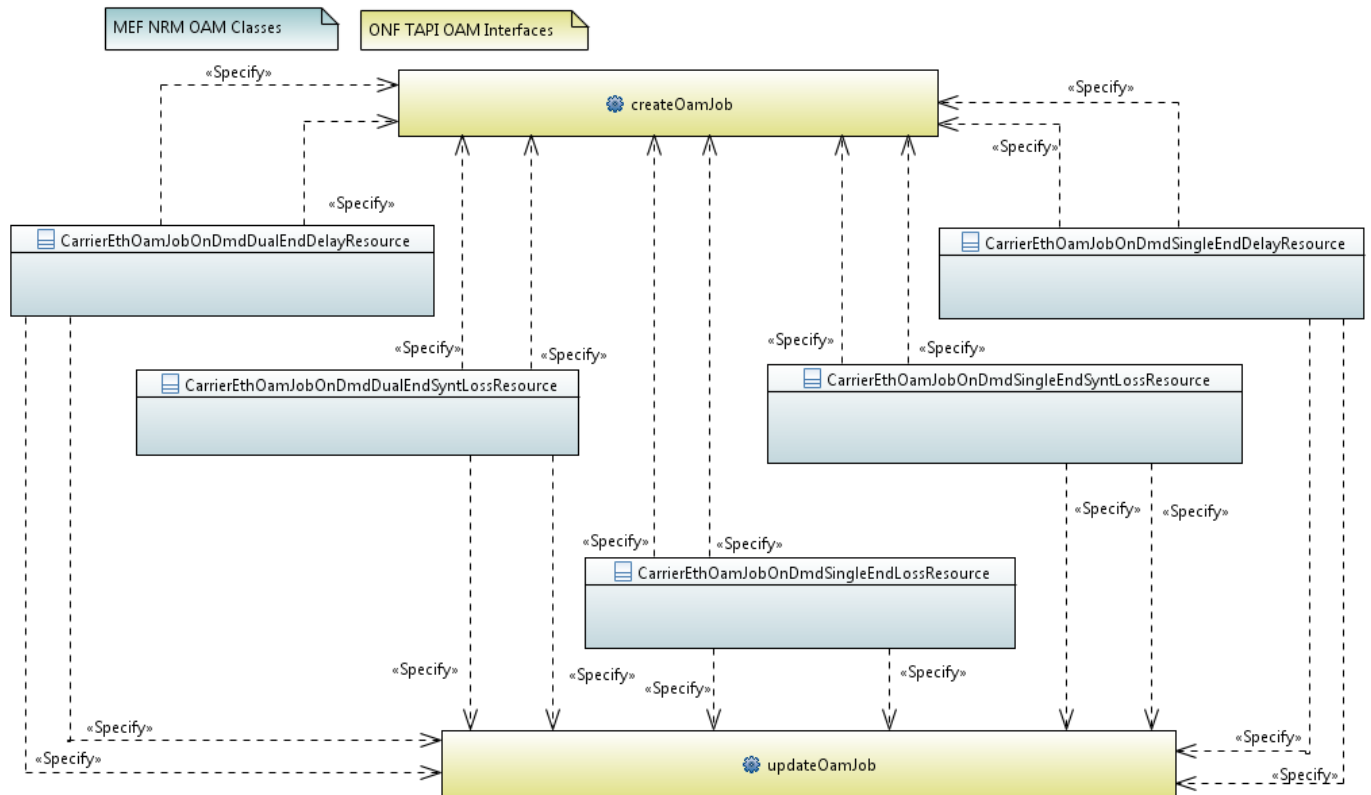 MEF NRM OAM Classes
ONF TAPI OAM Interfaces
«Specify»
«Specify»
createOamJob
«Specify»
«Specify»
CarrierEthOamJobOnDmdDualEndDelayResource
CarrierEthOamJobOnDmdSingleEndDelayResource
«Specify»
«Specify»
«Specify»
«Specify»
CarrierEthOamJobOnDmdDualEndSyntLossResource
CarrierEthOamJobOnDmdSingleEndSyntLossResource
«Specify»
«Specify»
«Specify»
«Specify»
CarrierEthOamJobOnDmdSingleEndLossResource
«Specify»
«Specify»
«Specify»
«Specify»
«Specify»
«Specify»
«Specify»
«Specify»
updateOamJob
«Specify»